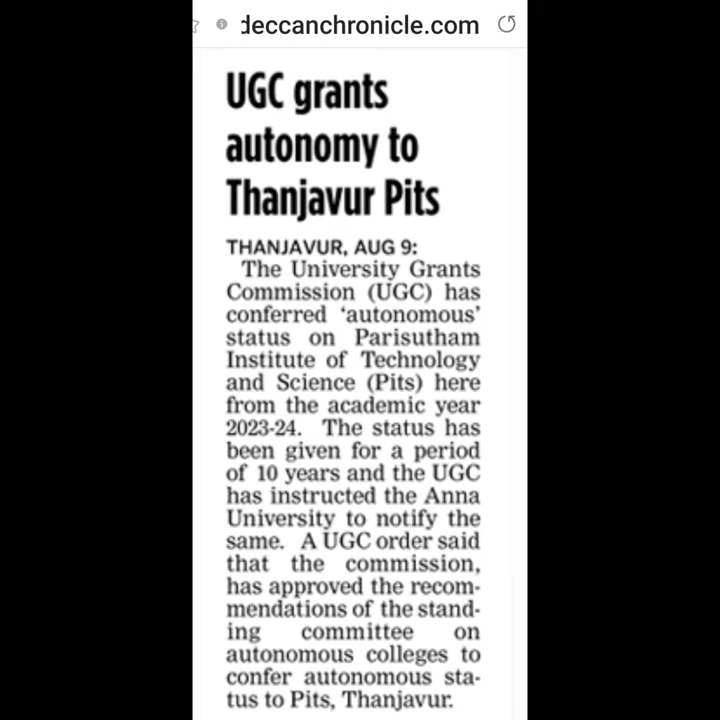 deccanchronicle.com
UGC grants
autonomy to
Thanjavur Pits
THANJAVUR, AUG 9:
The University Grants
Commission (UGC) has
conferred ‘autonomous’
status on Parisutham
Institute of Technology
and Science (Pits) here
from the academic year
2023-24. The status has
been given for a period
of 10 years and the UGC
has instructed the Anna
University to notify the
same. A UGC order said
that the commission,
has approved the recom-
mendations of the stand-
ing committee on
autonomous colleges to
confer autonomous sta-
tus to Pits, Thanjavur.